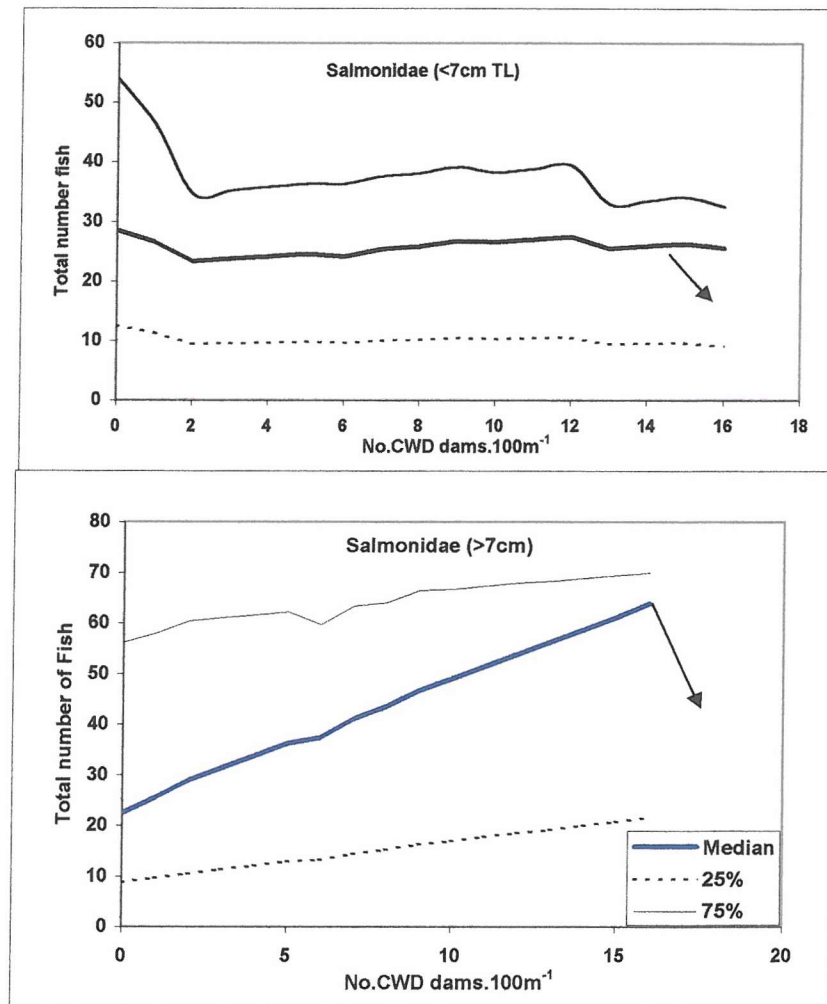 Salmonidae (<7cm TL)
Total number fish
60
50
40
30
20
10
0
0 2 4 6 8 10 12 14 16 18
No.CWD dams.100m⁻¹
Salmonidae (>7cm)
Total number of Fish
80
70
60
50
40
30
20
10
0
Median
25%
75%
0 5 10 15 20
No.CWD dams.100m⁻¹